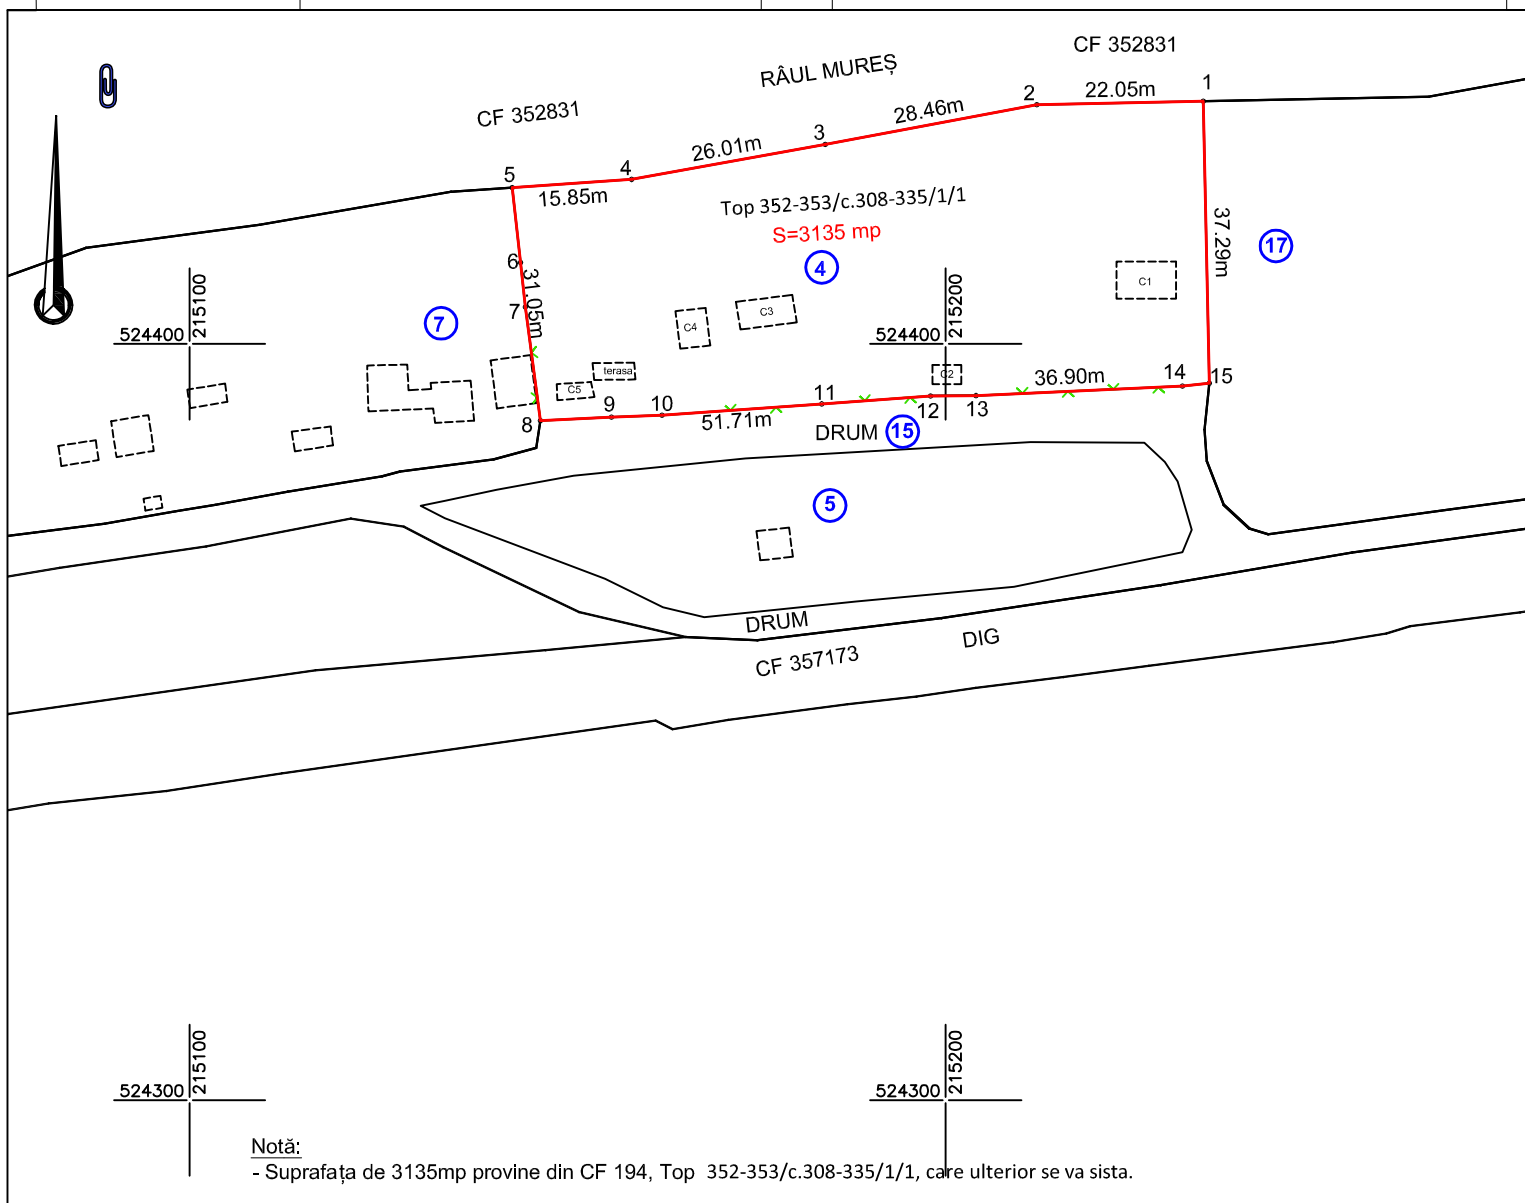 CF 352831
RÂUL MUREȘ
CF 352831
1
2
22.05m
28.46m
3
26.01m
4
5
15.85m
Top 352-353/c.308-335/1/1
S=3135 mp
37.29m
17
4
6
31.05m
7
7
C1
C3
C4
524400
215100
524400
215200
terasa
C5
C2
36.90m
14
15
8
9
10
11
12
13
51.71m
DRUM
15
5
DRUM
DIG
CF 357173
524300
215100
524300
215200
Notă:
- Suprafața de 3135mp provine din CF 194, Top 352-353/c.308-335/1/1, care ulterior se va sista.